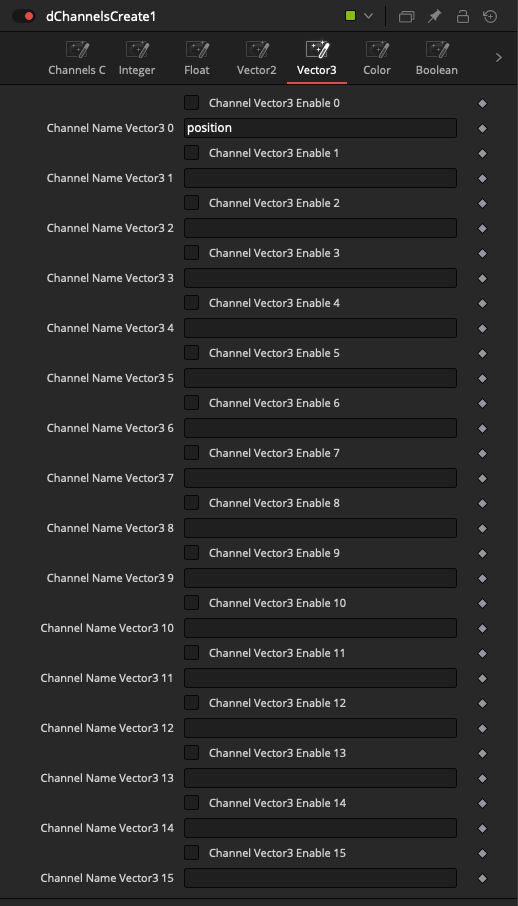 dChannelsCreate1
Channels C Integer Float Vector2 Vector3 Color Boolean
Channel Vector3 Enable 0
Channel Name Vector3 0 position
Channel Vector3 Enable 1
Channel Name Vector3 1
Channel Vector3 Enable 2
Channel Name Vector3 2
Channel Vector3 Enable 3
Channel Name Vector3 3
Channel Vector3 Enable 4
Channel Name Vector3 4
Channel Vector3 Enable 5
Channel Name Vector3 5
Channel Vector3 Enable 6
Channel Name Vector3 6
Channel Vector3 Enable 7
Channel Name Vector3 7
Channel Vector3 Enable 8
Channel Name Vector3 8
Channel Vector3 Enable 9
Channel Name Vector3 9
Channel Vector3 Enable 10
Channel Name Vector3 10
Channel Vector3 Enable 11
Channel Name Vector3 11
Channel Vector3 Enable 12
Channel Name Vector3 12
Channel Vector3 Enable 13
Channel Name Vector3 13
Channel Vector3 Enable 14
Channel Name Vector3 14
Channel Vector3 Enable 15
Channel Name Vector3 15